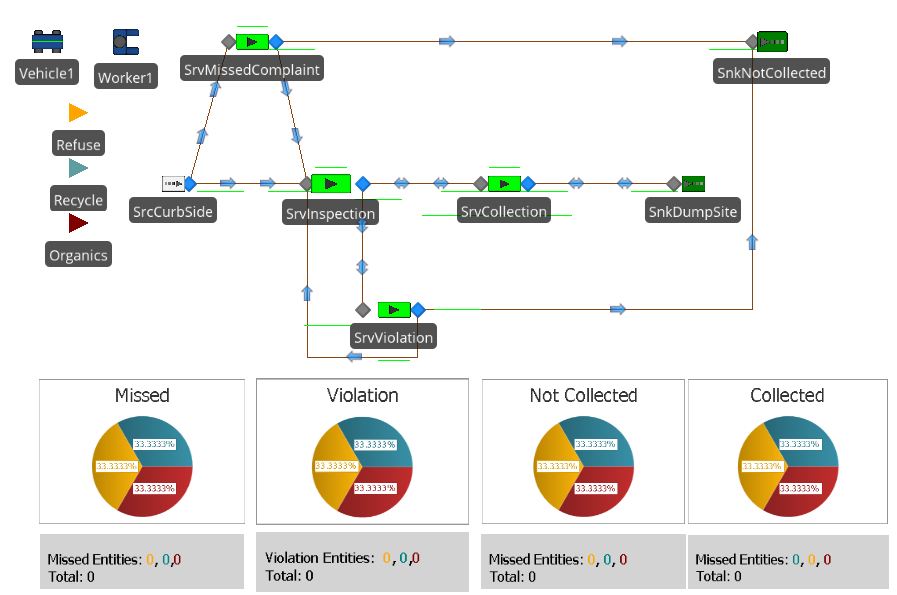 Vehicle1
Worker1
SrvMissedComplaint
SnkNotCollected
Refuse
Recycle
Organics
SrcCurbSide
SrvInspection
SrvCollection
SnkDumpSite
SrvViolation
Missed
33.3333%
33.3333%
33.3333%
Missed Entities: 0, 0,0
Total: 0
Violation
33.3333%
33.3333%
33.3333%
Violation Entities: 0, 0,0
Total: 0
Not Collected
33.3333%
33.3333%
33.3333%
Missed Entities: 0, 0, 0
Total: 0
Collected
33.3333%
33.3333%
33.3333%
Missed Entities: 0, 0, 0
Total: 0